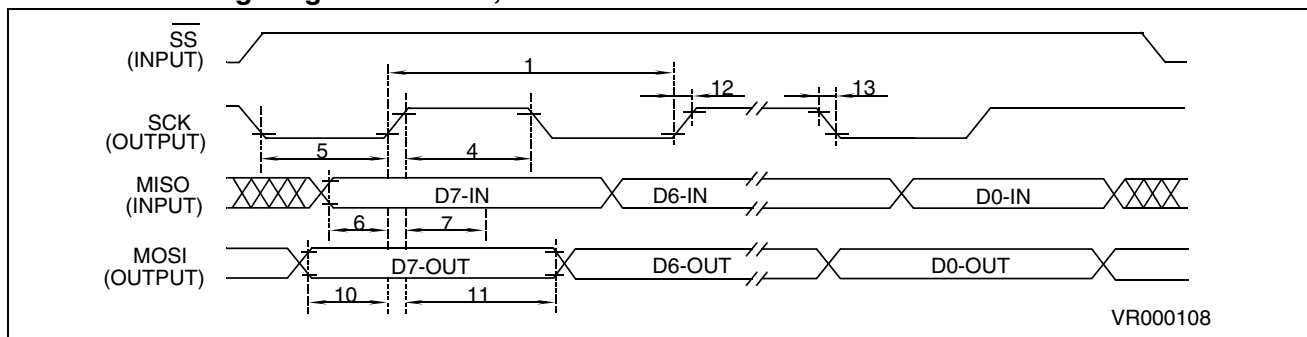 SS
(INPUT)
1
12
13
SCK
(OUTPUT)
5
4
MISO
(INPUT)
D7-IN
D6-IN
D0-IN
6
7
MOSI
(OUTPUT)
D7-OUT
D6-OUT
D0-OUT
10
11
VR000108